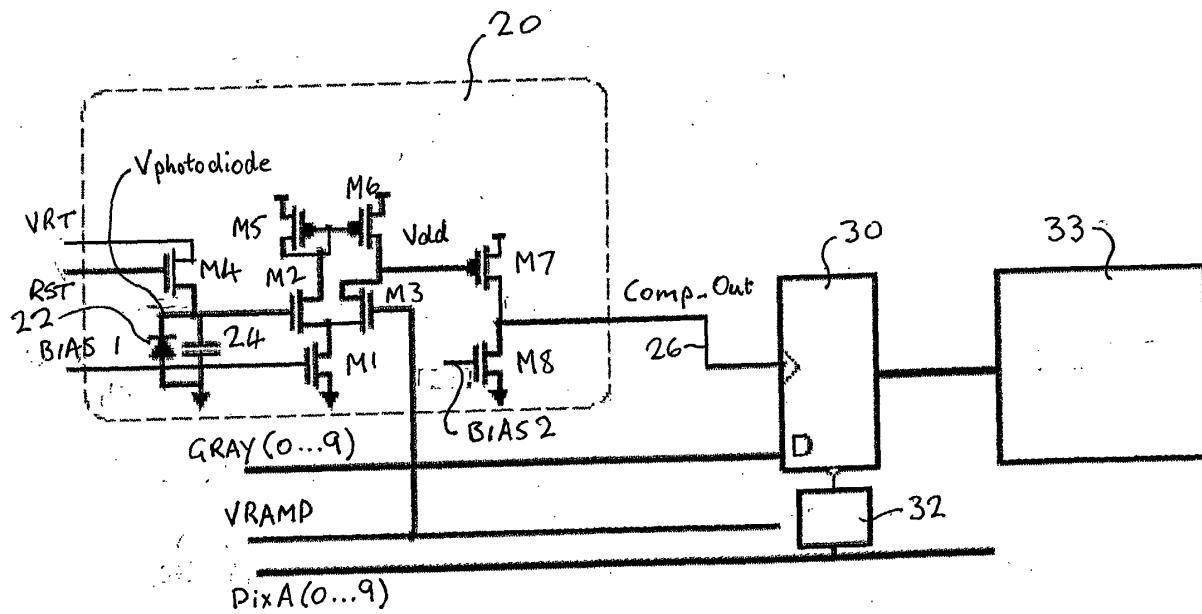 20
Vphotodiode
M6
VRT
M5
Vdd
30
33
M4
M2
M7
RST
M3
Comp_Out
22
24
26
BIAS 1
M1
M8
BIAS 2
GRAY(0...9)
D
VRAMP
32
PixA(0...9)